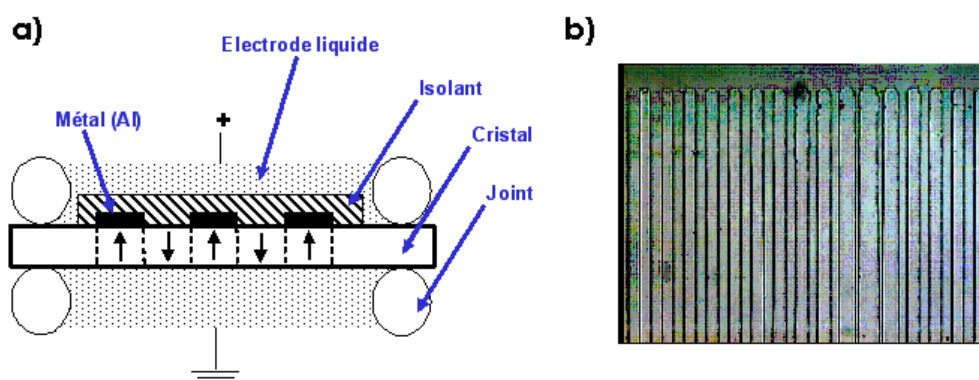 a)
b)
Electrode liquide
Isolant
Métal (Al)
+
Cristal
Joint